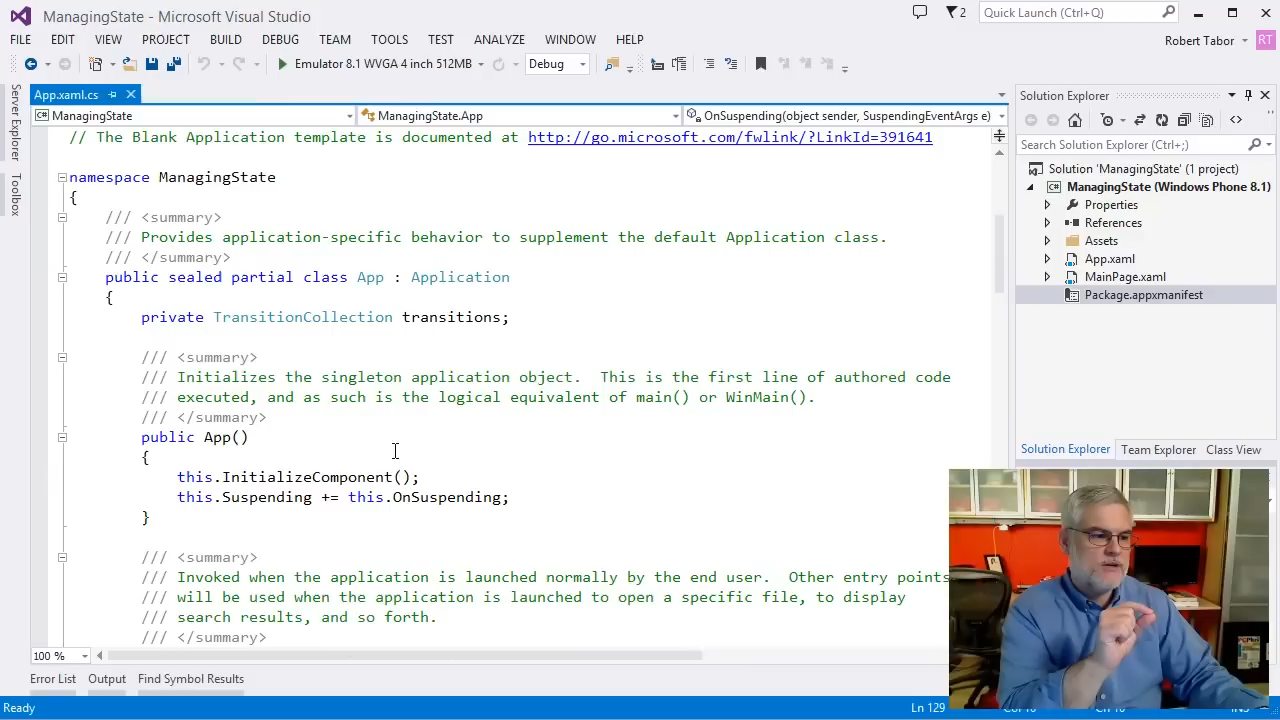 ManagingState - Microsoft Visual Studio
2
Quick Launch (Ctrl+Q)
FILE EDIT VIEW PROJECT BUILD DEBUG TEAM TOOLS TEST ANALYZE WINDOW HELP
Robert Tabor RT
Emulator 8.1 WVGA 4 inch 512MB Debug
Server Explorer
Toolbox
App.xaml.cs
ManagingState ManagingState.App OnSuspending(object sender, SuspendingEventArgs e)
// The Blank Application template is documented at http://go.microsoft.com/fwlink/?LinkId=391641
namespace ManagingState
{
/// <summary>
/// Provides application-specific behavior to supplement the default Application class.
/// </summary>
public sealed partial class App : Application
{
private TransitionCollection transitions;
/// <summary>
/// Initializes the singleton application object.  This is the first line of authored code
/// executed, and as such is the logical equivalent of main() or WinMain().
/// </summary>
public App()
{
this.InitializeComponent();
this.Suspending += this.OnSuspending;
}
/// <summary>
/// Invoked when the application is launched normally by the end user.  Other entry points
/// will be used when the application is launched to open a specific file, to display
/// search results, and so forth.
/// </summary>
100 %
Error List Output Find Symbol Results
Ready Ln 129
Solution Explorer
Search Solution Explorer (Ctrl+;)
Solution 'ManagingState' (1 project)
ManagingState (Windows Phone 8.1)
Properties
References
Assets
App.xaml
MainPage.xaml
Package.appxmanifest
Solution Explorer Team Explorer Class View